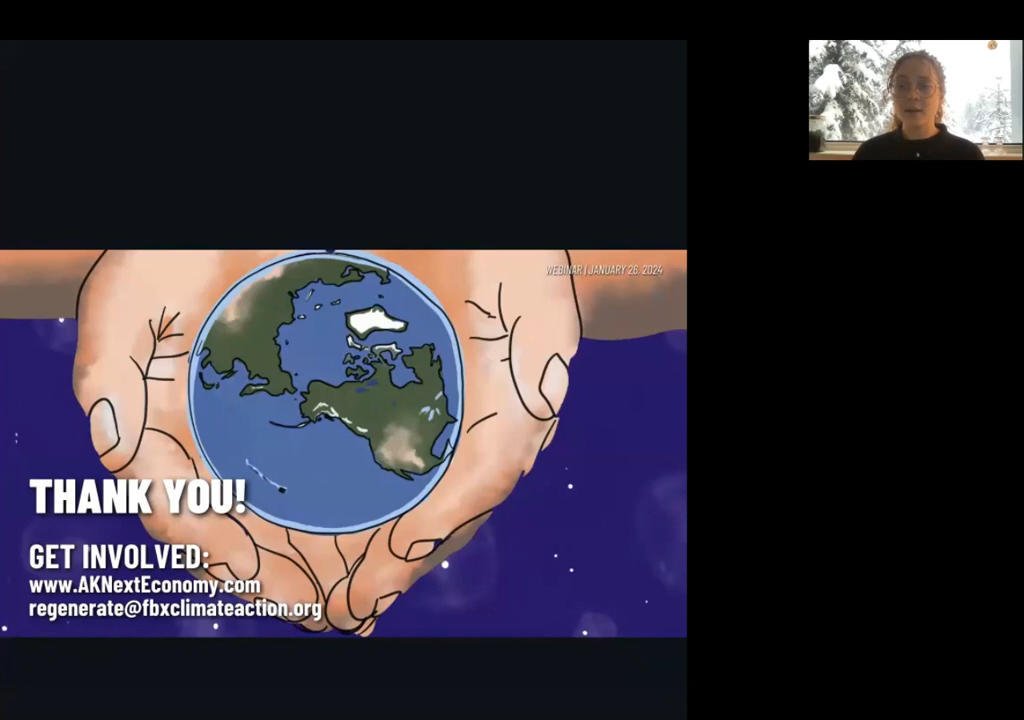 WEBINAR | JANUARY 26, 2024
THANK YOU!
GET INVOLVED:
www.AKNextEconomy.com
regenerate@fbxclimateaction.org